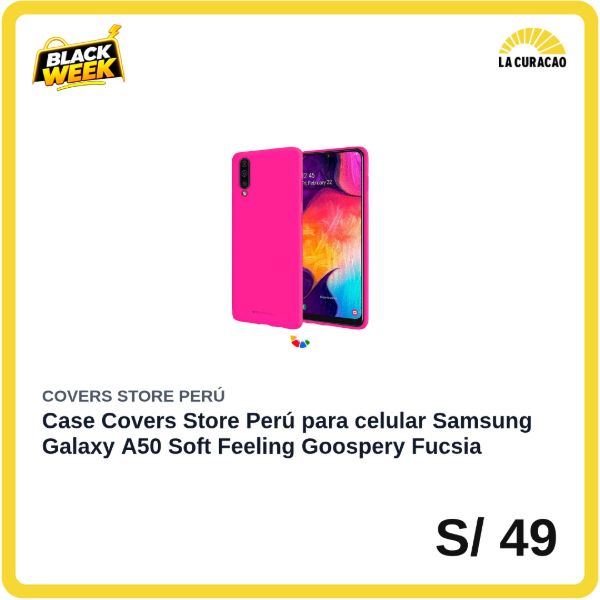 BLACK
WEEK
LA CURACAO
COVERS STORE PERÚ
Case Covers Store Perú para celular Samsung
Galaxy A50 Soft Feeling Goospery Fucsia
S/ 49